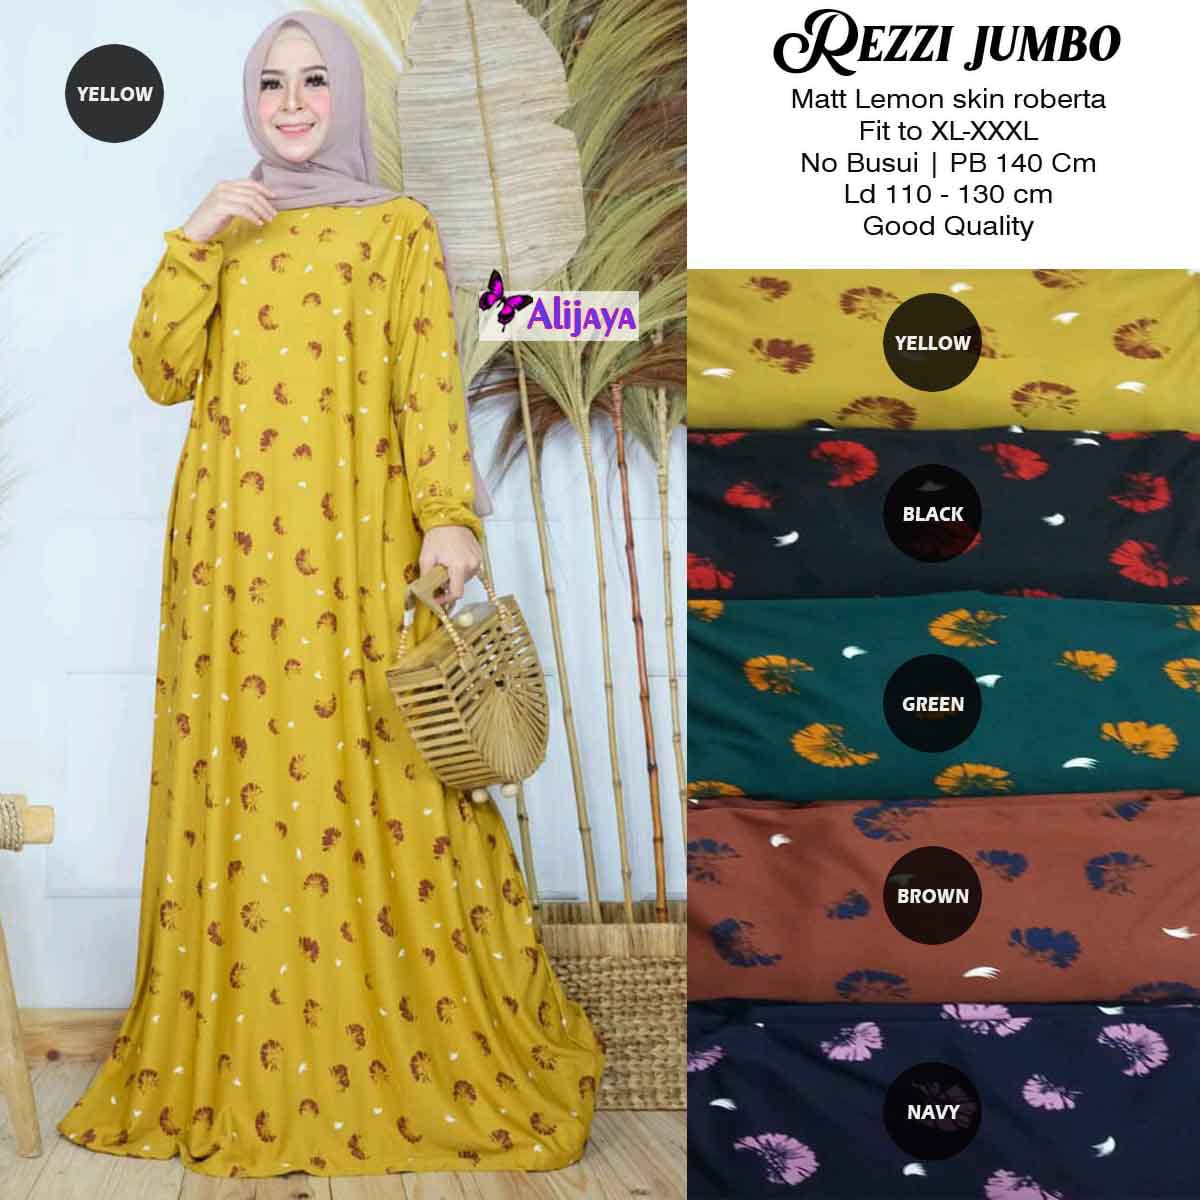 YELLOW
REZZI JUMBO
Matt Lemon skin roberta
Fit to XL-XXXL
No Busui | PB 140 Cm
Ld 110 - 130 cm
Good Quality
Alijaya
YELLOW
BLACK
GREEN
BROWN
NAVY